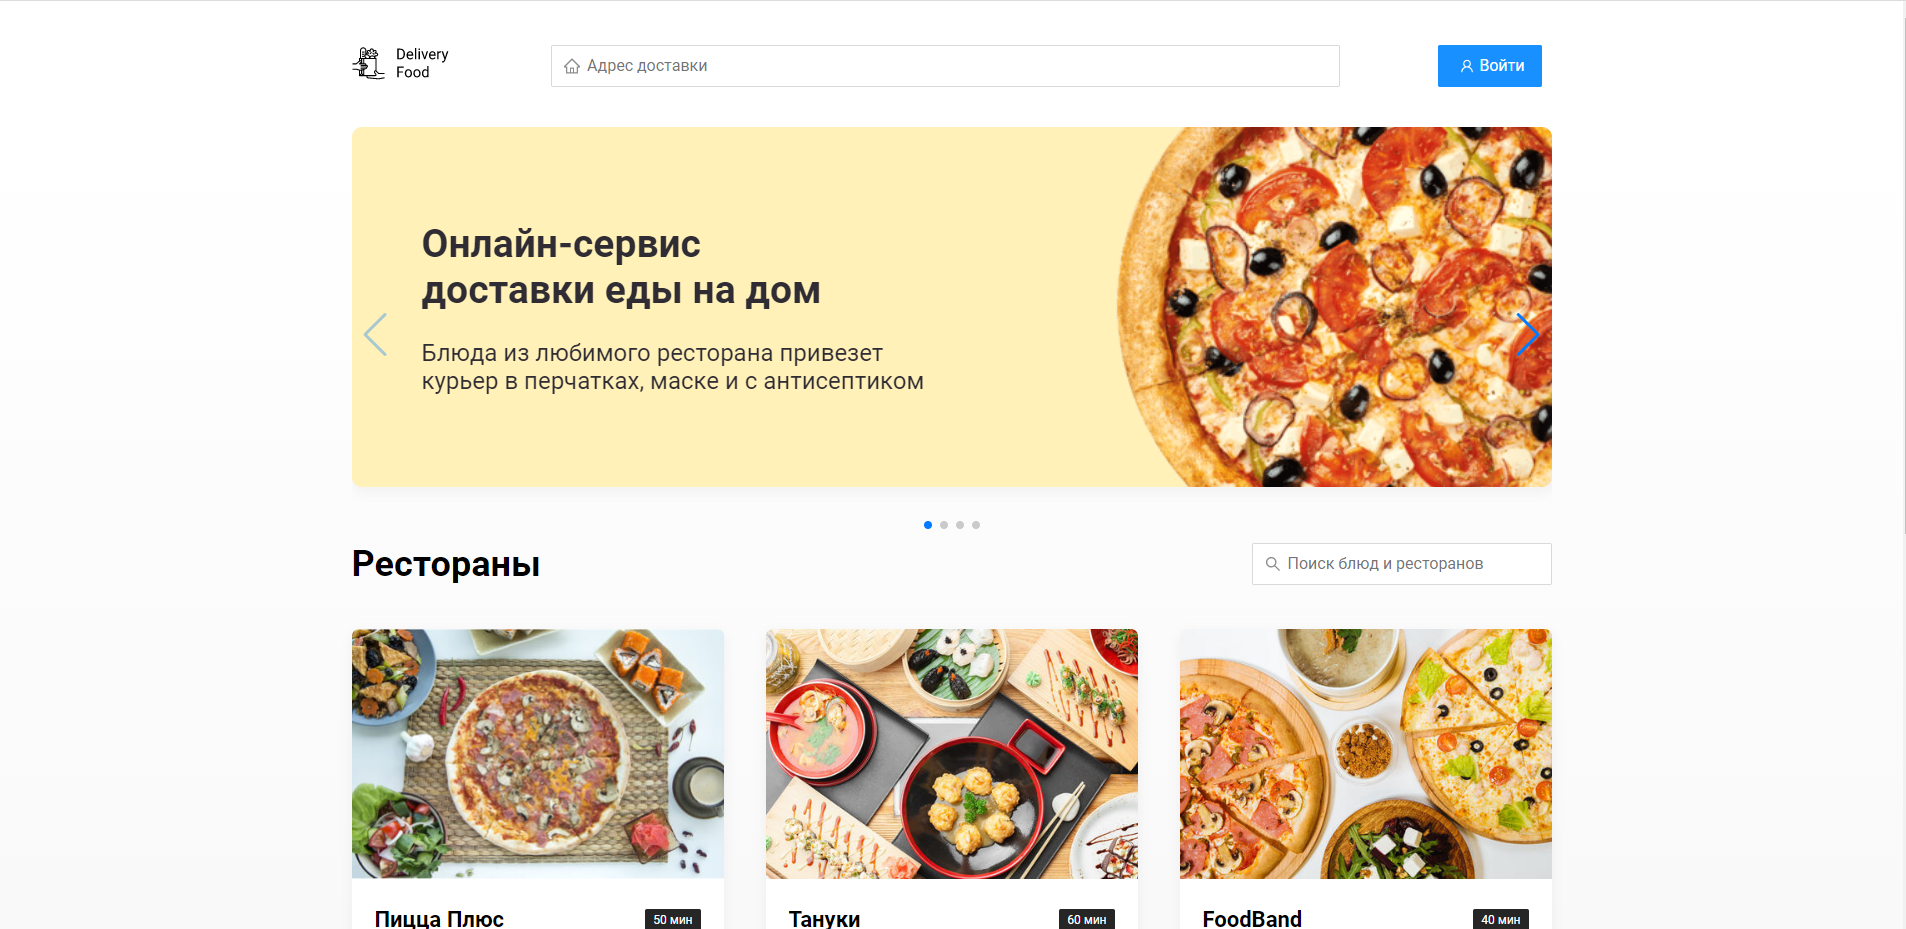 Delivery
Food
Адрес доставки
Войти
Онлайн-сервис
доставки еды на дом
Блюда из любимого ресторана привезет
курьер в перчатках, маске и с антисептиком
Рестораны
Поиск блюд и ресторанов
Пицца Плюс
50 мин
Тануки
60 мин
FoodBand
40 мин